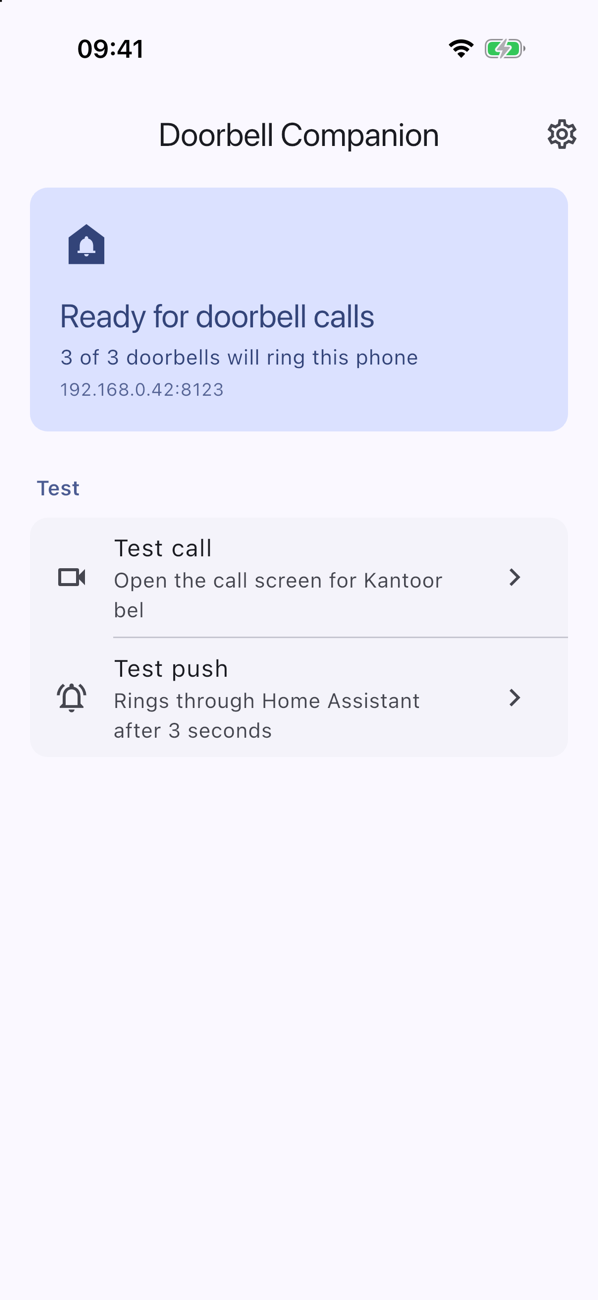 09:41
Doorbell Companion
Ready for doorbell calls
3 of 3 doorbells will ring this phone
192.168.0.42:8123
Test
Test call
Open the call screen for Kantoor
bel
Test push
Rings through Home Assistant
after 3 seconds